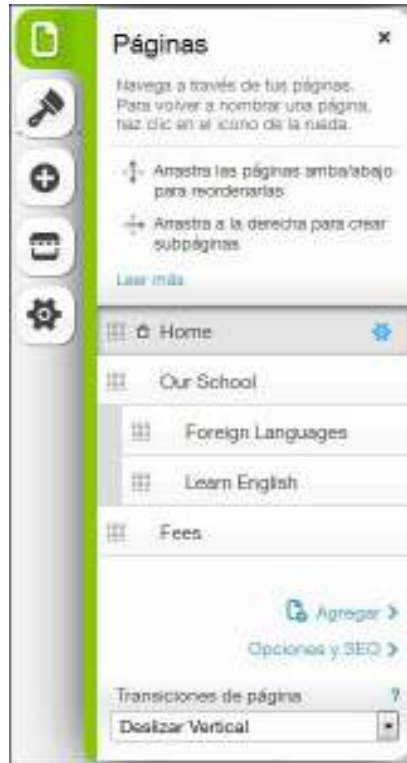 Páginas
Navega a través de tus páginas.
Para volver a nombrar una página,
haz clic en el icono de la rueda.
Arrastra las páginas arriba/abajo
para reordenarlas
Arrastra a la derecha para crear
subpáginas
Leer más
Home
Our School
Foreign Languages
Learn English
Fees
Agregar >
Opciones y SEO >
Transiciones de página ?
Deslizar Vertical